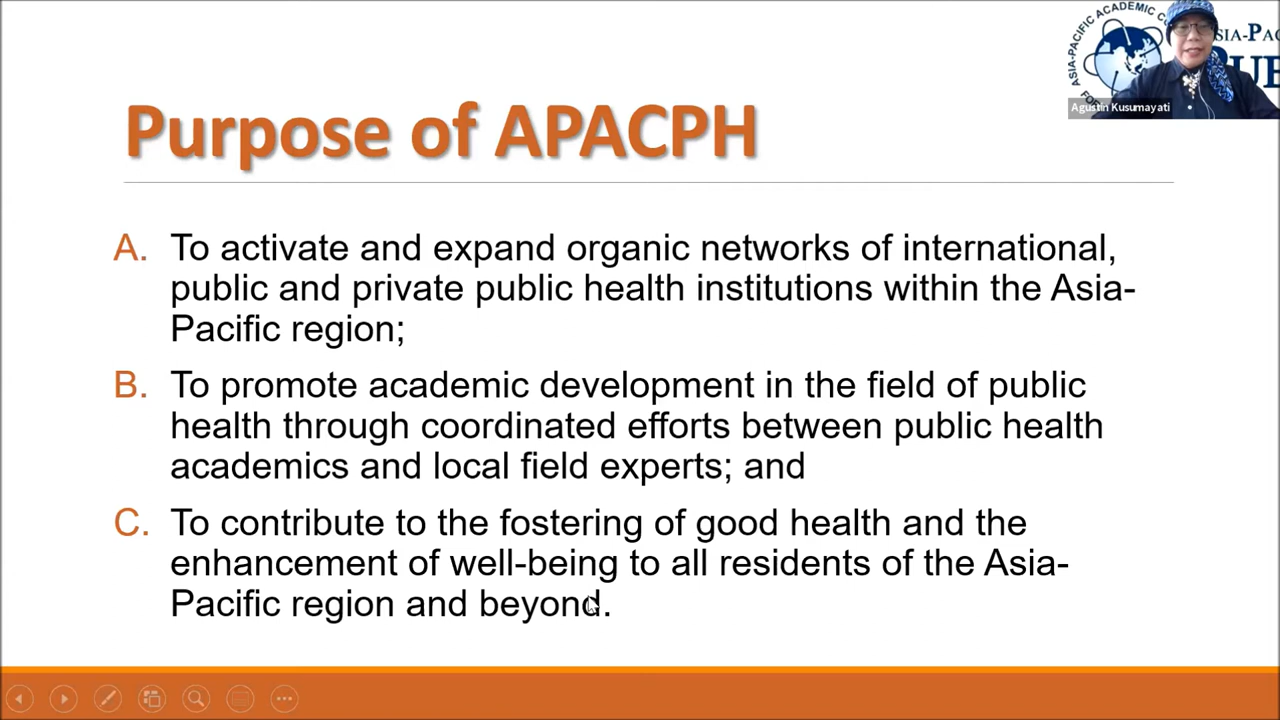 ASIA-PACIFIC ACADEMIC CO
SIA-PAC
Agustin Kusumayati
Purpose of APACPH
A. To activate and expand organic networks of international,
public and private public health institutions within the Asia-
Pacific region;
B. To promote academic development in the field of public
health through coordinated efforts between public health
academics and local field experts; and
C. To contribute to the fostering of good health and the
enhancement of well-being to all residents of the Asia-
Pacific region and beyond.